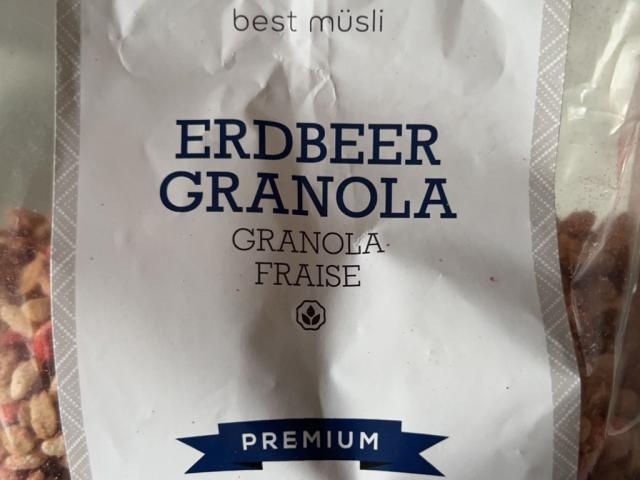 best müsli
ERDBEER
GRANOLA
GRANOLA
FRAISE
PREMIUM